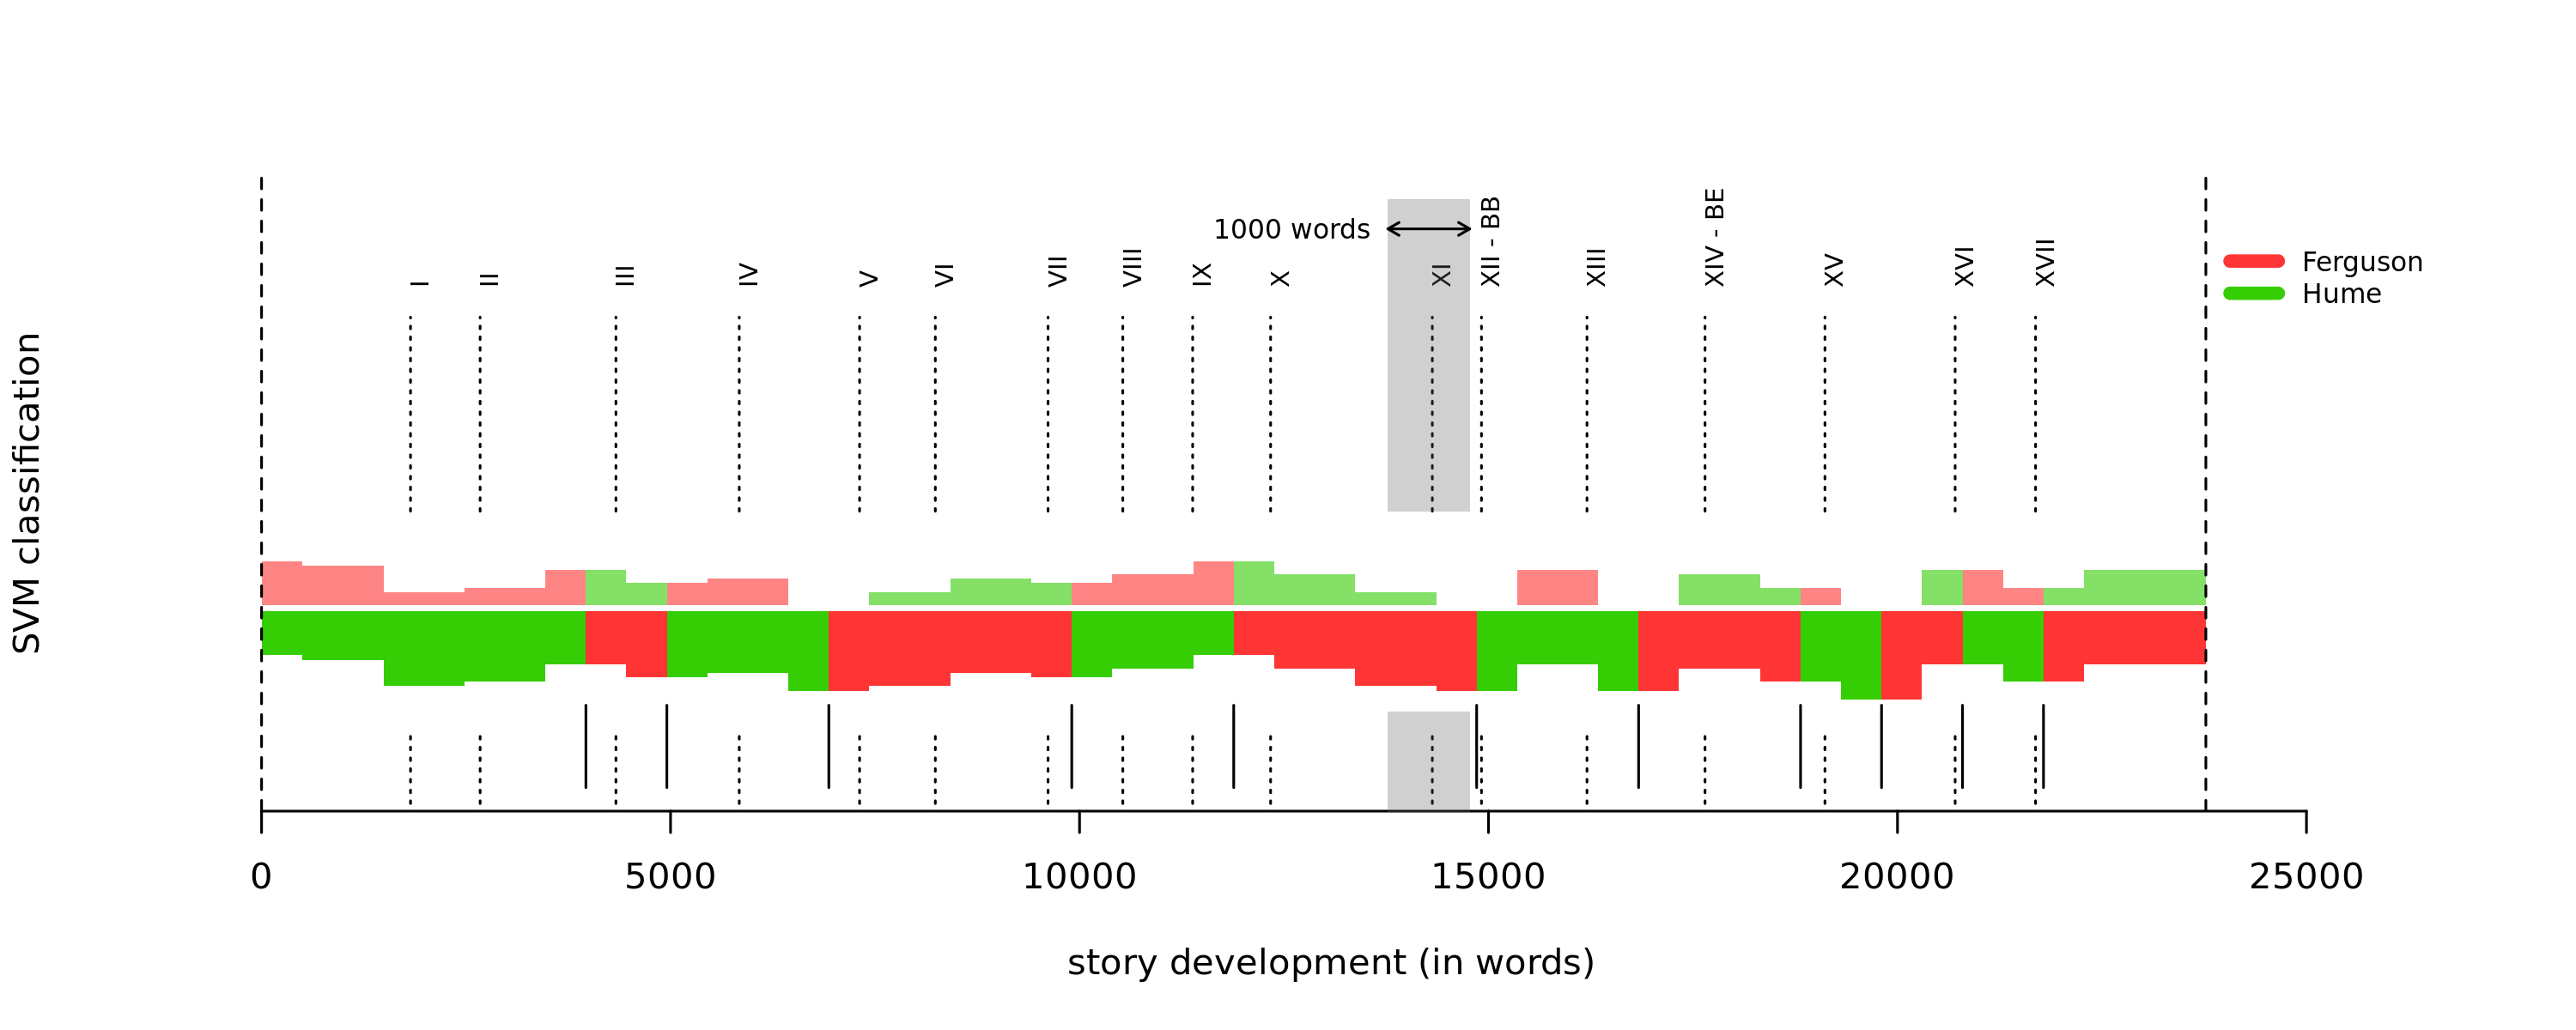 SVM classification
I
II
III
IV
V
VI
VII
VIII
IX
X
XI
XII - BB
XIII
XIV - BE
XV
XVI
XVII
1000 words
Ferguson
Hume
0
5000
10000
15000
20000
25000
story development (in words)